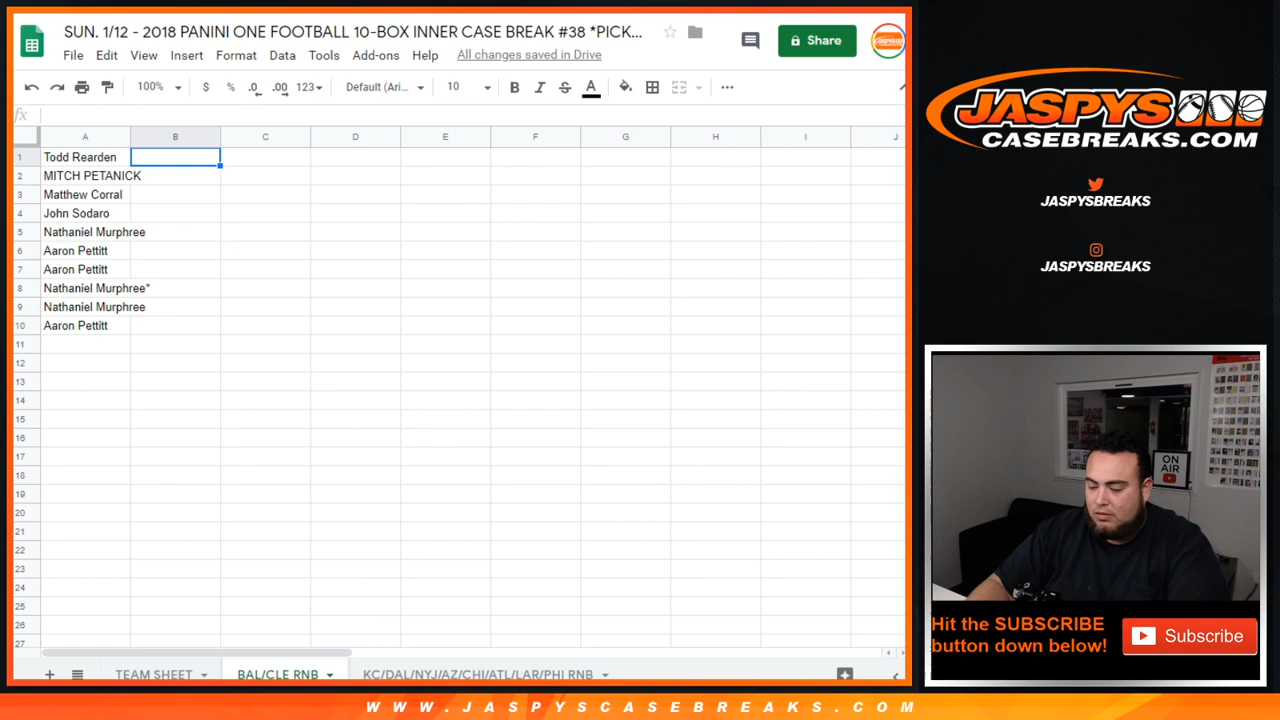 SUN. 1/12 - 2018 PANINI ONE FOOTBALL 10-BOX INNER CASE BREAK #38 *PICK...
File Edit View Insert Format Data Tools Add-ons Help All changes saved in Drive
Share
100% $ % .0 .00 123 Default (Ari... 10 B I S A
fx
A B C D E F G H I J
1 Todd Rearden
2 MITCH PETANICK
3 Matthew Corral
4 John Sodaro
5 Nathaniel Murphree
6 Aaron Pettitt
7 Aaron Pettitt
8 Nathaniel Murphree*
9 Nathaniel Murphree
10 Aaron Pettitt
11
12
13
14
15
16
17
18
19
20
21
22
23
24
25
26
27
TEAM SHEET BAL/CLE RNB KC/DAL/NYJ/AZ/CHI/ATL/LAR/PHI RNB
JASPYS
CASEBREAKS.COM
JASPYSBREAKS
JASPYSBREAKS
ON
AIR
Hit the SUBSCRIBE
button down below!
Subscribe
WWW.JASPYSCASEBREAKS.COM